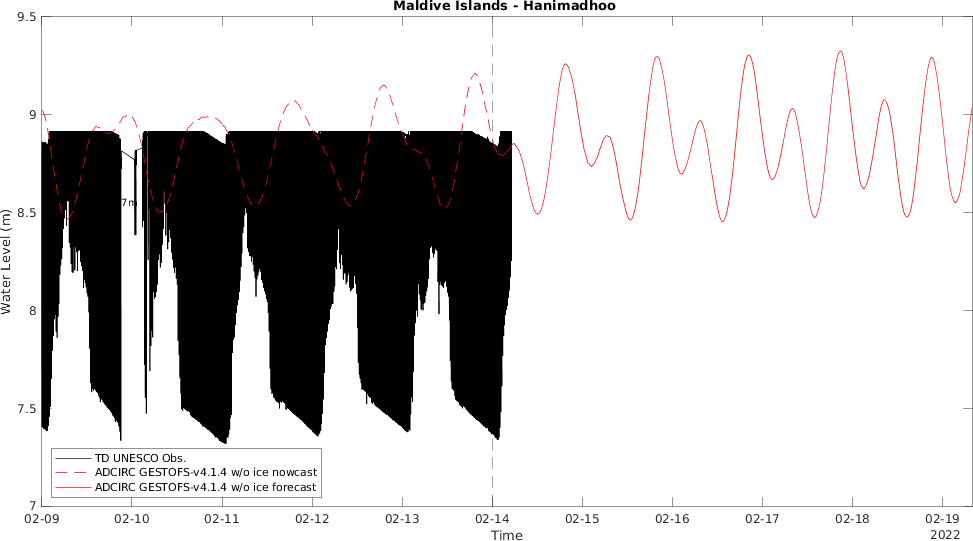 Maldive Islands - Hanimadhoo
9.5
9
8.5
8
7.5
7
Water Level (m)
7m
TD UNESCO Obs.
ADCIRC GESTOFS-v4.1.4 w/o ice nowcast
ADCIRC GESTOFS-v4.1.4 w/o ice forecast
02-09 02-10 02-11 02-12 02-13 02-14 02-15 02-16 02-17 02-18 02-19
2022
Time